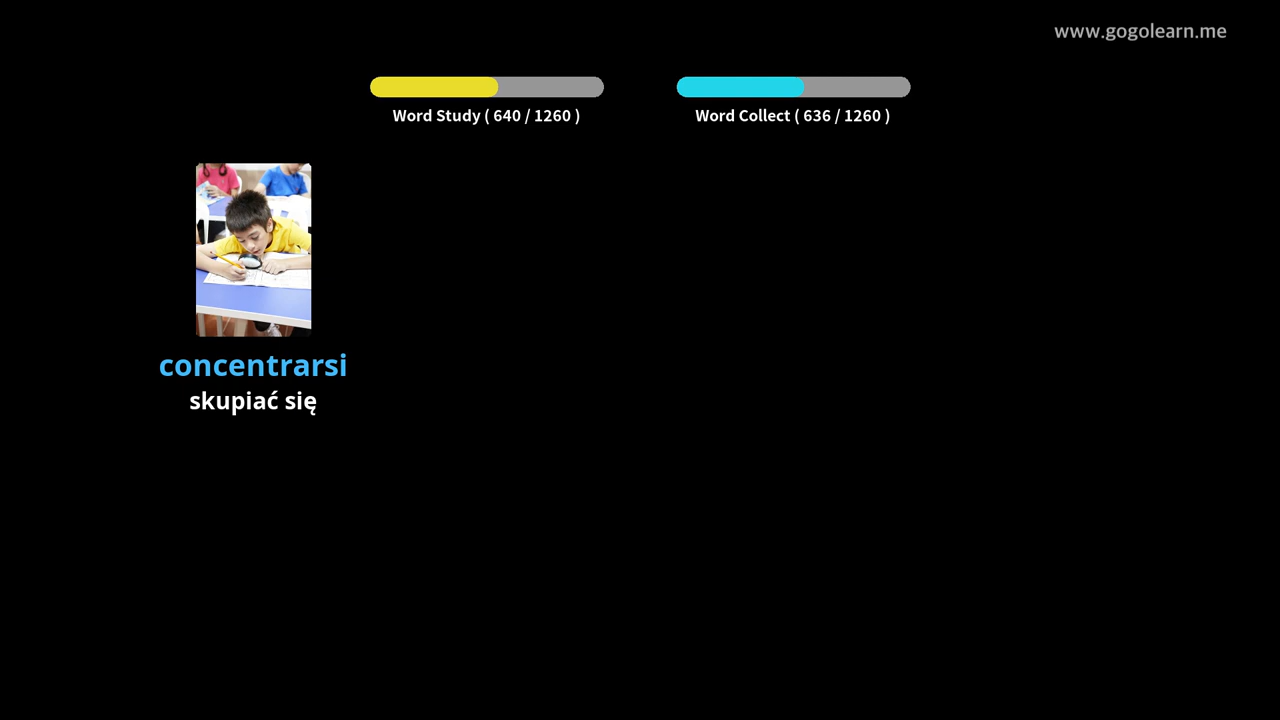 www.gogolearn.me
Word Study ( 640 / 1260 )
Word Collect ( 636 / 1260 )
concentrarsi
skupiać się